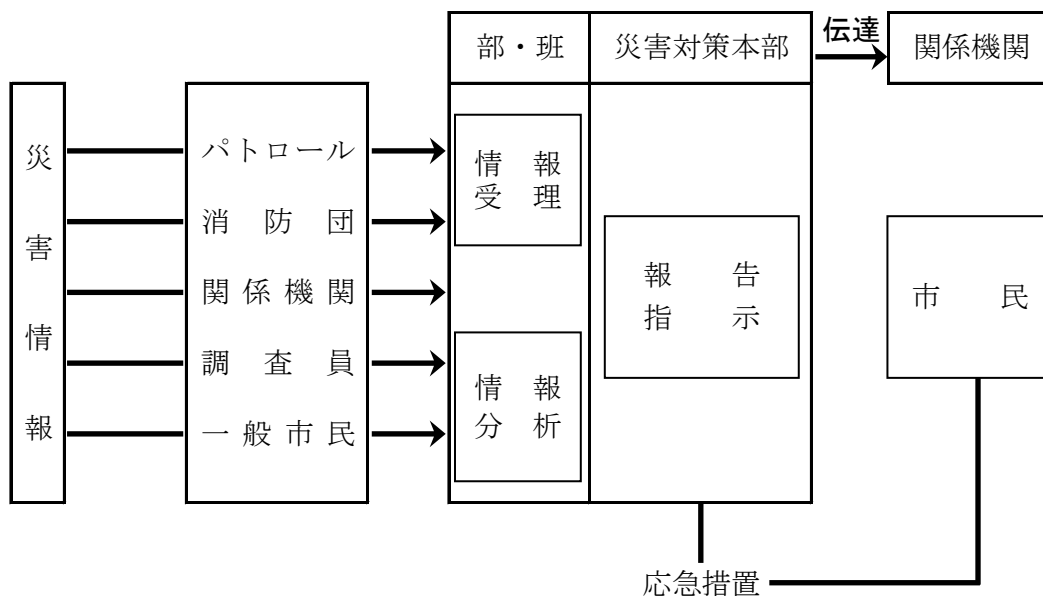 災害情報
パトロール
消防団
関係機関
調査員
一般市民
部・班
災害対策本部
情報
受理
情報
分析
報告
指示
伝達
関係機関
市民
応急措置